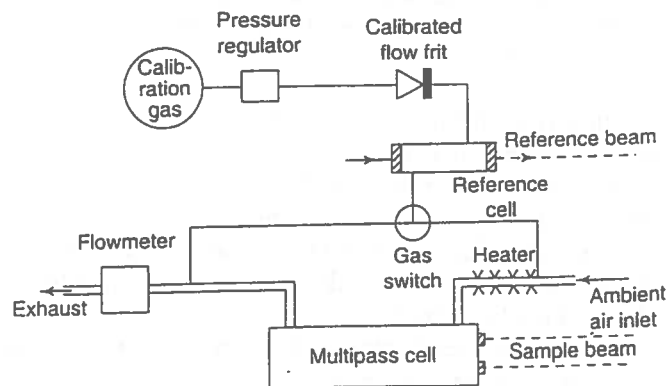 Pressure
regulator
Calibrated
flow frit
Calib-
ration
gas
Reference beam
Reference
cell
Flowmeter
Gas
switch
Heater
Exhaust
Ambient
air inlet
Multipass cell
Sample beam